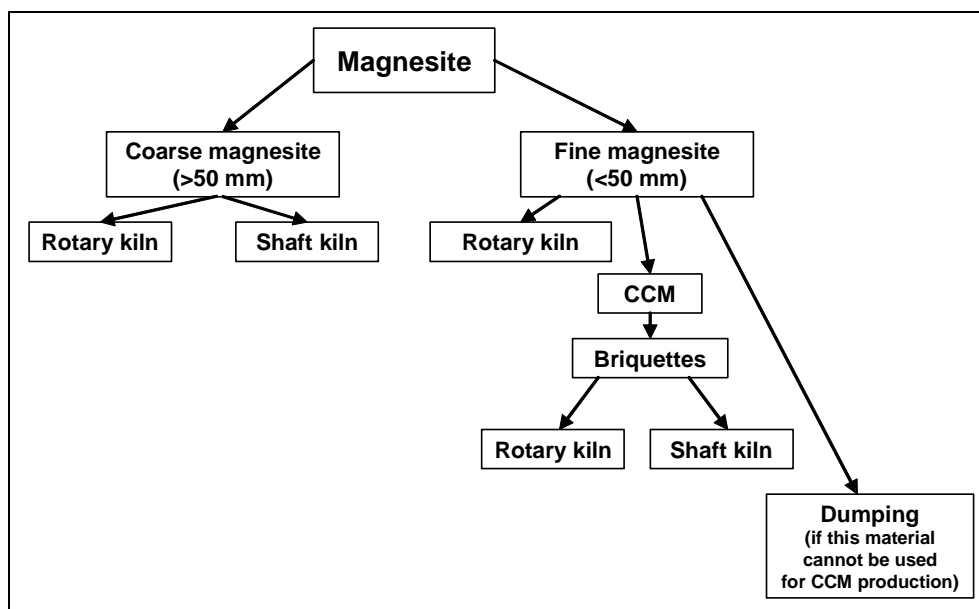 Magnesite
Coarse magnesite
(>50 mm)
Fine magnesite
(<50 mm)
Rotary kiln
Shaft kiln
Rotary kiln
CCM
Briquettes
Rotary kiln
Shaft kiln
Dumping
(if this material
cannot be used
for CCM production)